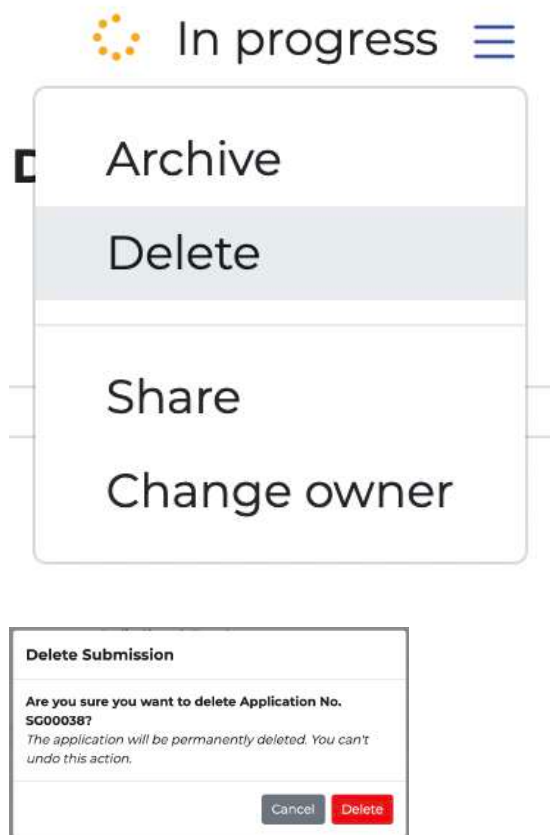 In progress
Archive
Delete
Share
Change owner
Delete Submission
Are you sure you want to delete Application No.
SG00038?
The application will be permanently deleted. You can't
undo this action.
Cancel Delete